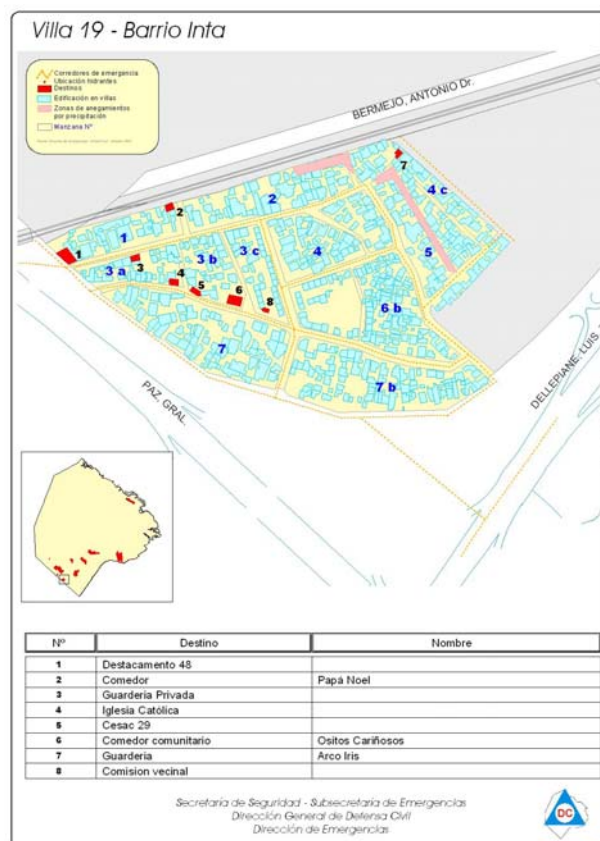 Villa 19 - Barrio Inta
Corredores de emergencia
Ubicación hidrantes
Destinos
Edificación en villas
Zonas de anegamientos
por precipitación
Manzana Nº
BERMEJO, ANTONIO Dr.
7
4 c
2
2
1
1
3 a
3
3 b
3 c
4
5
4
5
6
8
6 b
7
7 b
PAZ, GRAL.
DELLEPIANE, LUIS
Nº Destino Nombre
1 Destacamento 48
2 Comedor Papá Noel
3 Guarderia Privada
4 Iglesia Católica
5 Cesac 29
6 Comedor comunitario Ositos Cariñosos
7 Guarderia Arco Iris
8 Comision vecinal
Secretaría de Seguridad - Subsecretaría de Emergencias
Dirección General de Defensa Civil
Dirección de Emergencias
DC